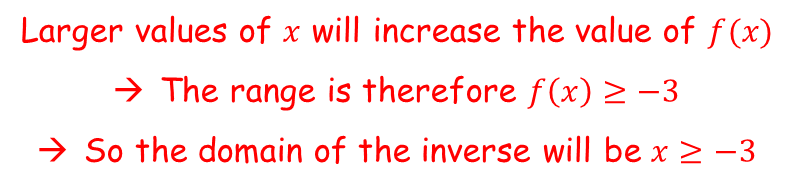 Larger values of x will increase the value of f(x)
→ The range is therefore f(x) ≥ −3
→ So the domain of the inverse will be x ≥ −3